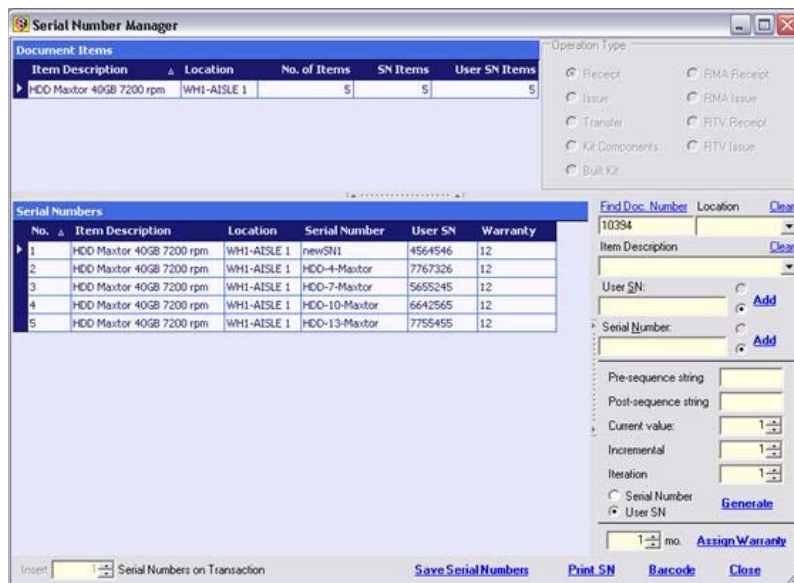 Serial Number Manager
Document Items
Item Description Location No. of Items SN Items User SN Items
HDD Maxtor 40GB 7200 rpm WH1-AISLE 1 5 5 5
Operation Type
Receipt RMA Receipt
Issue RMA Issue
Transfer RTV Receipt
Kit Components RTV Issue
Built Kit
Serial Numbers
No. Item Description Location Serial Number User SN Warranty
1 HDD Maxtor 40GB 7200 rpm WH1-AISLE 1 newSN1 4564546 12
2 HDD Maxtor 40GB 7200 rpm WH1-AISLE 1 HDD-4-Maxtor 7767326 12
3 HDD Maxtor 40GB 7200 rpm WH1-AISLE 1 HDD-7-Maxtor 5655245 12
4 HDD Maxtor 40GB 7200 rpm WH1-AISLE 1 HDD-10-Maxtor 6642565 12
5 HDD Maxtor 40GB 7200 rpm WH1-AISLE 1 HDD-13-Maxtor 7755455 12
Find Doc. Number Location Clear
10394
Item Description Clear
User SN:
Add
Serial Number:
Add
Pre-sequence string
Post-sequence string
Current value: 1
Incremental 1
Iteration 1
Serial Number
User SN Generate
1 mo. Assign Warranty
Insert 1 Serial Numbers on Transaction Save Serial Numbers Print SN Barcode Close